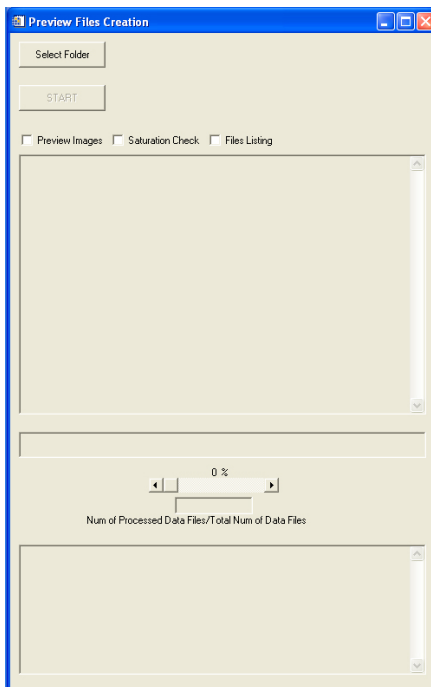 Preview Files Creation
Select Folder
START
Preview Images Saturation Check Files Listing
0 %
Num of Processed Data Files/Total Num of Data Files